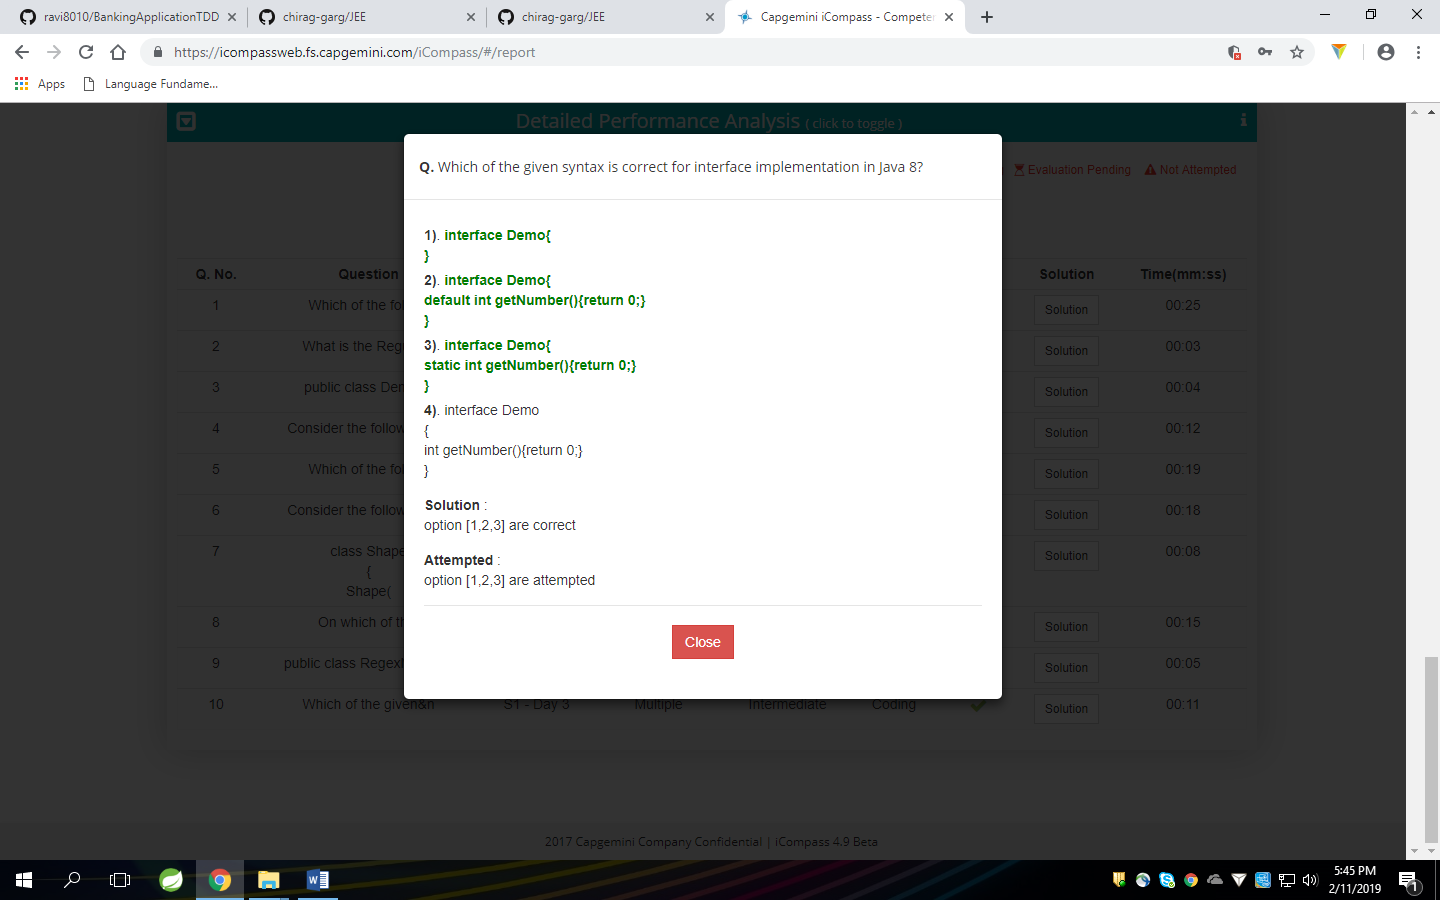 ravi8010/BankingApplicationTDD
chirag-garg/JEE
chirag-garg/JEE
Capgemini iCompass - Compete
https://icompassweb.fs.capgemini.com/iCompass/#/report
Apps
Language Fundame...
Detailed Performance Analysis ( click to toggle )
Q. Which of the given syntax is correct for interface implementation in Java 8?
Evaluation Pending
Not Attempted
1). interface Demo{
}
2). interface Demo{
default int getNumber(){return 0;}
}
3). interface Demo{
static int getNumber(){return 0;}
}
4). interface Demo
{
int getNumber(){return 0;}
}
Solution :
option [1,2,3] are correct
Attempted :
option [1,2,3] are attempted
Close
Q. No. Question Solution Time(mm:ss)
1 Which of the fol Solution 00:25
2 What is the Reg Solution 00:03
3 public class Der Solution 00:04
4 Consider the follow Solution 00:12
5 Which of the fol Solution 00:19
6 Consider the follow Solution 00:18
7 class Shape Solution 00:08
{
Shape(
8 On which of th Solution 00:15
9 public class Regex Solution 00:05
10 Which of the given&n S1 - Day 3 Multiple Intermediate Coding Solution 00:11
2017 Capgemini Company Confidential | iCompass 4.9 Beta
5:45 PM
2/11/2019
1